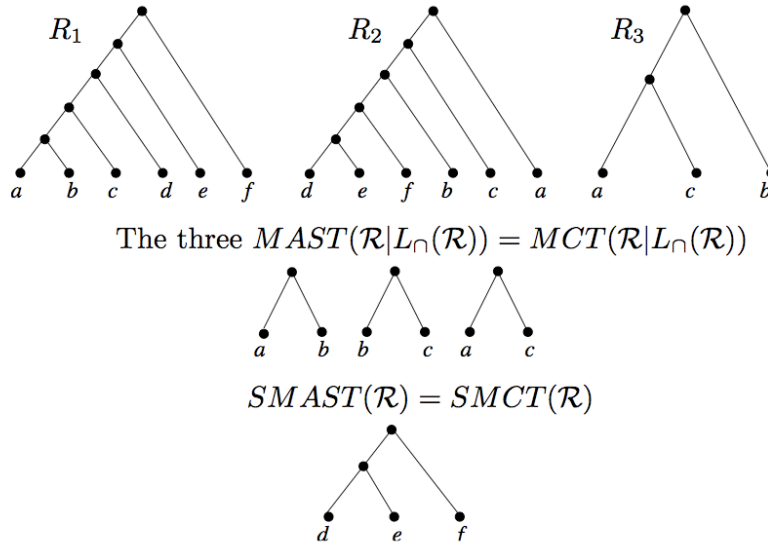 R₁ R₂ R₃
a b c d e f d e f b c a a c b
The three MAST(ℛ|L∩(ℛ)) = MCT(ℛ|L∩(ℛ))
a b b c a c
SMAST(ℛ) = SMCT(ℛ)
d e f